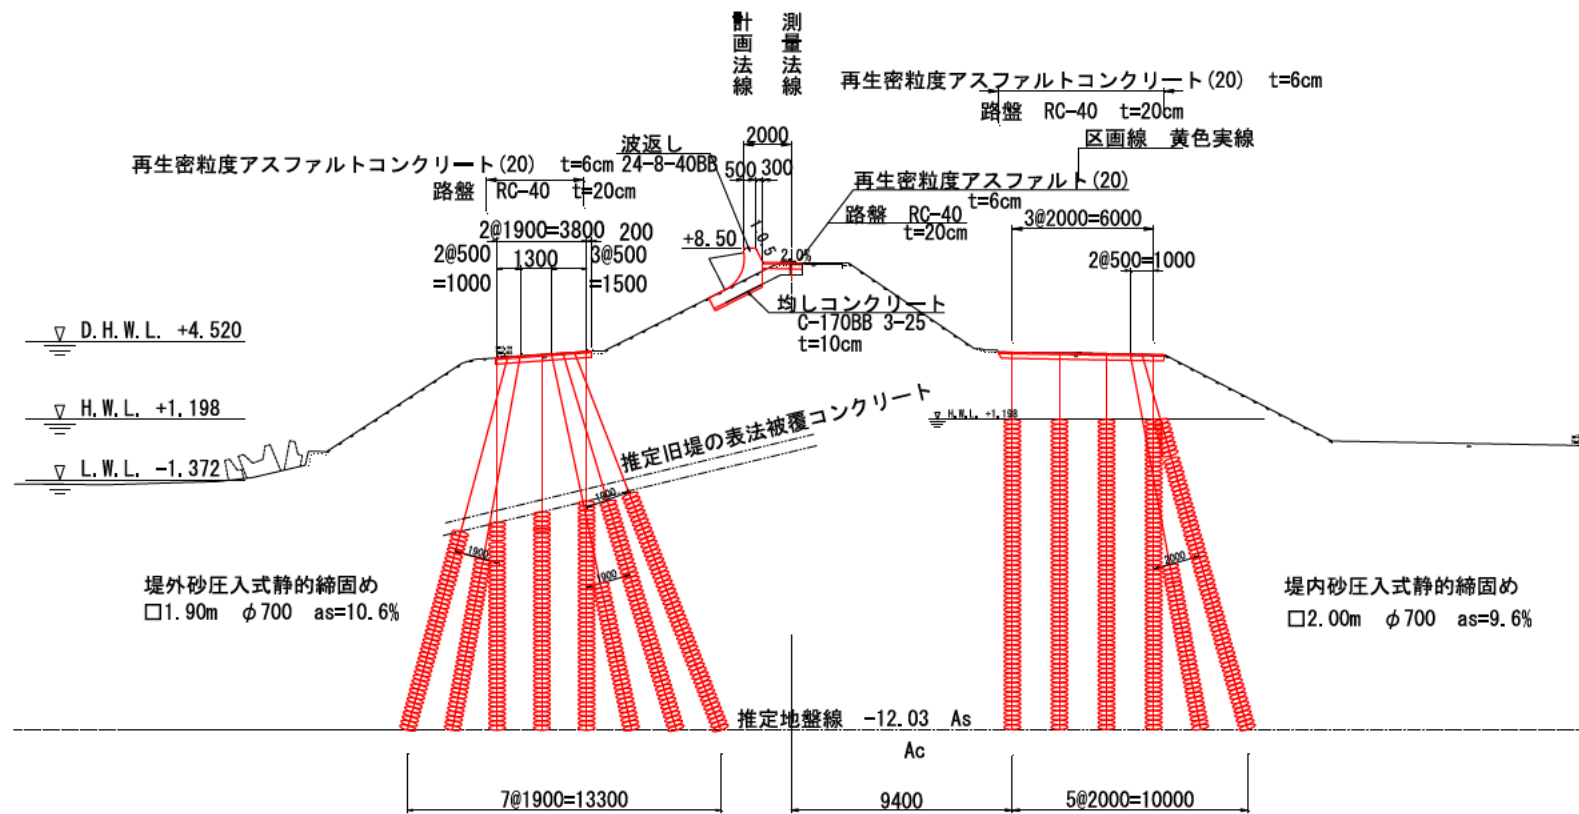 計画法線
測量法線
再生密粒度アスファルトコンクリート(20) t=6cm
路盤 RC-40 t=20cm
区画線 黄色実線
波返し
24-8-40BB
2000
500
300
再生密粒度アスファルトコンクリート(20) t=6cm
路盤 RC-40 t=20cm
再生密粒度アスファルト(20)
t=6cm
路盤 RC-40
t=20cm
2@1900=3800
200
2@500
=1000
1300
3@500
=1500
+8.50
1:0.5
2.0%
3@2000=6000
2@500=1000
均しコンクリート
C-170BB 3-25
t=10cm
D.H.W.L. +4.520
H.W.L. +1.198
L.W.L. -1.372
H.W.L. +1.198
推定旧堤の表法被覆コンクリート
1900
1900
1900
2000
堤外砂圧入式静的締固め
□1.90m φ700 as=10.6%
堤内砂圧入式静的締固め
□2.00m φ700 as=9.6%
推定地盤線 -12.03 As
Ac
7@1900=13300
9400
5@2000=10000